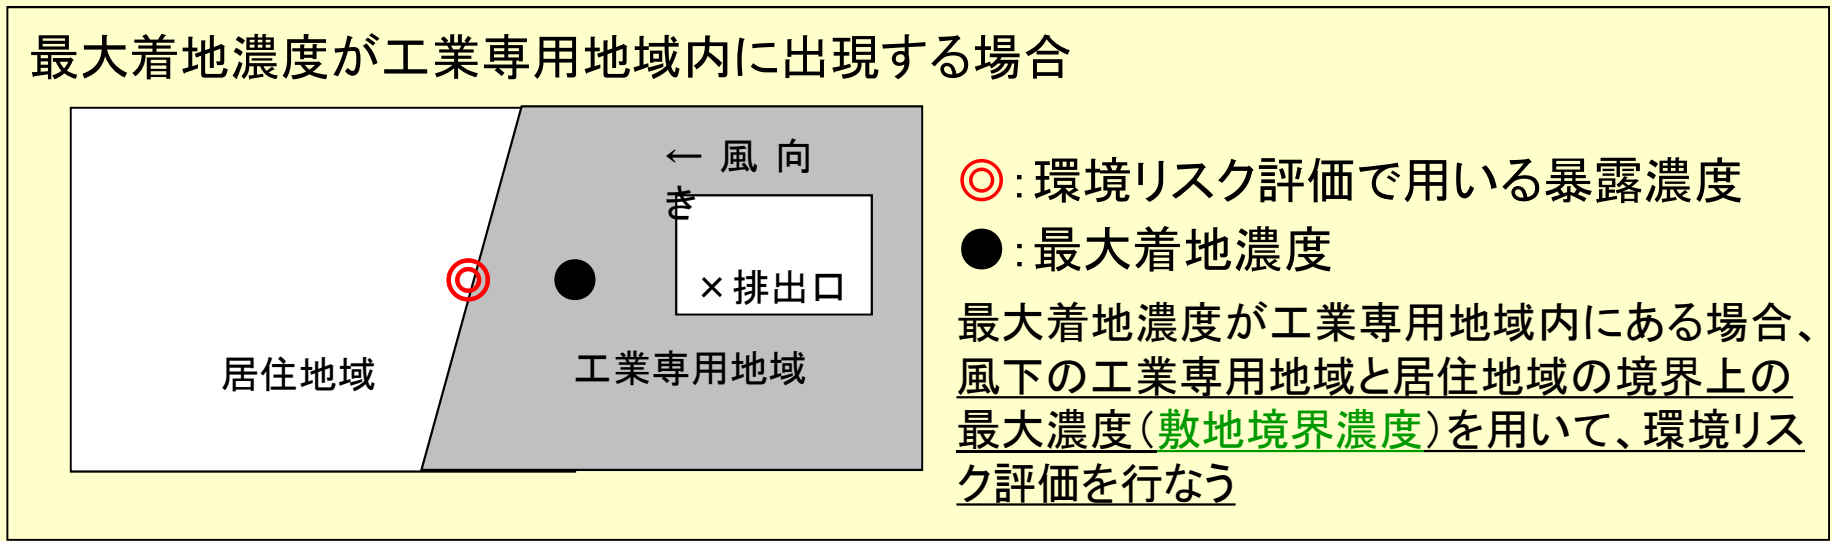 最大着地濃度が工業専用地域内に出現する場合
← 風 向
き
×排出口
居住地域
工業専用地域
◎：環境リスク評価で用いる暴露濃度
●：最大着地濃度
最大着地濃度が工業専用地域内にある場合、
風下の工業専用地域と居住地域の境界上の
最大濃度（敷地境界濃度）を用いて、環境リス
ク評価を行なう